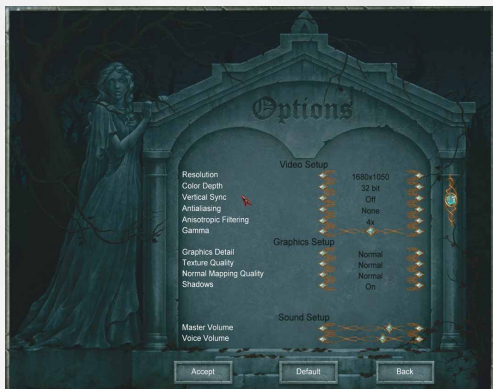 Options
Video Setup
Resolution 1680x1050
Color Depth 32 bit
Vertical Sync Off
Antialiasing None
Anisotropic Filtering 4x
Gamma
Graphics Setup
Graphics Detail Normal
Texture Quality Normal
Normal Mapping Quality Normal
Shadows On
Sound Setup
Master Volume
Voice Volume
Accept Default Back